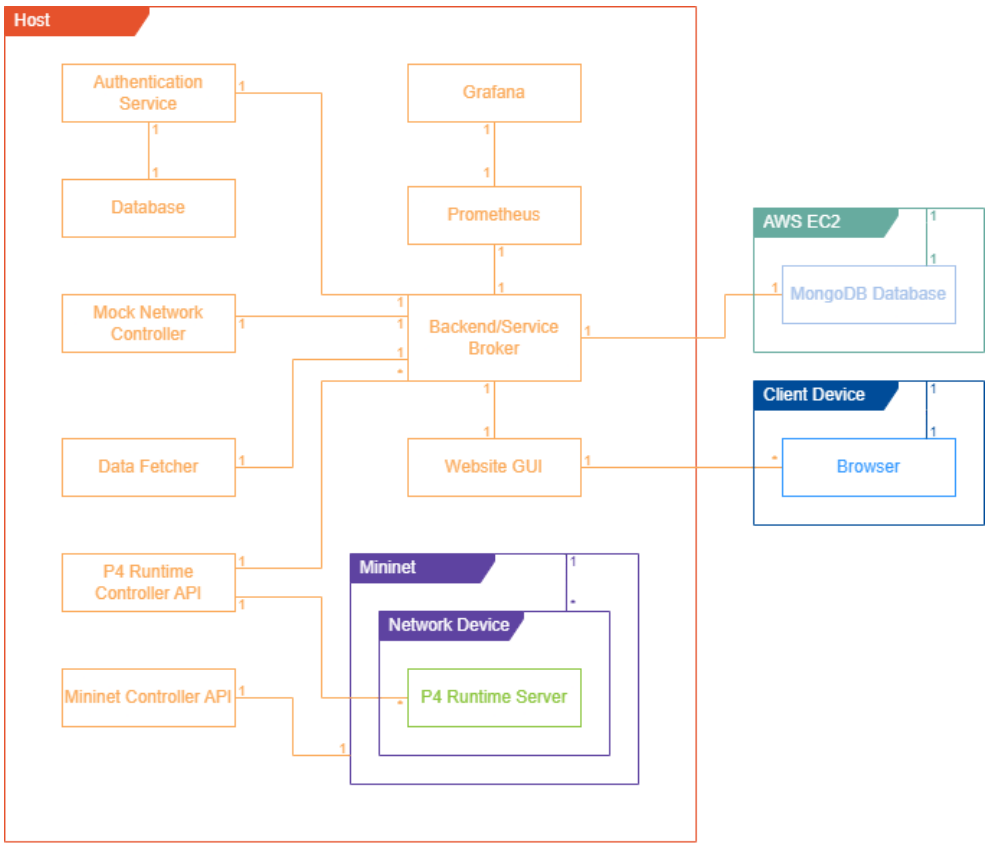 Host
Authentication
Service
1
1
1
Database
Grafana
1
1
Prometheus
1
1
Mock Network
Controller
1
1
1
1
*
Backend/Service
Broker
1
1
AWS EC2
1
1
1
MongoDB Database
Data Fetcher
1
1
Website GUI
1
Client Device
1
1
*
Browser
P4 Runtime
Controller API
1
1
Mininet
1
*
Network Device
P4 Runtime Server
*
Mininet Controller API
1
1